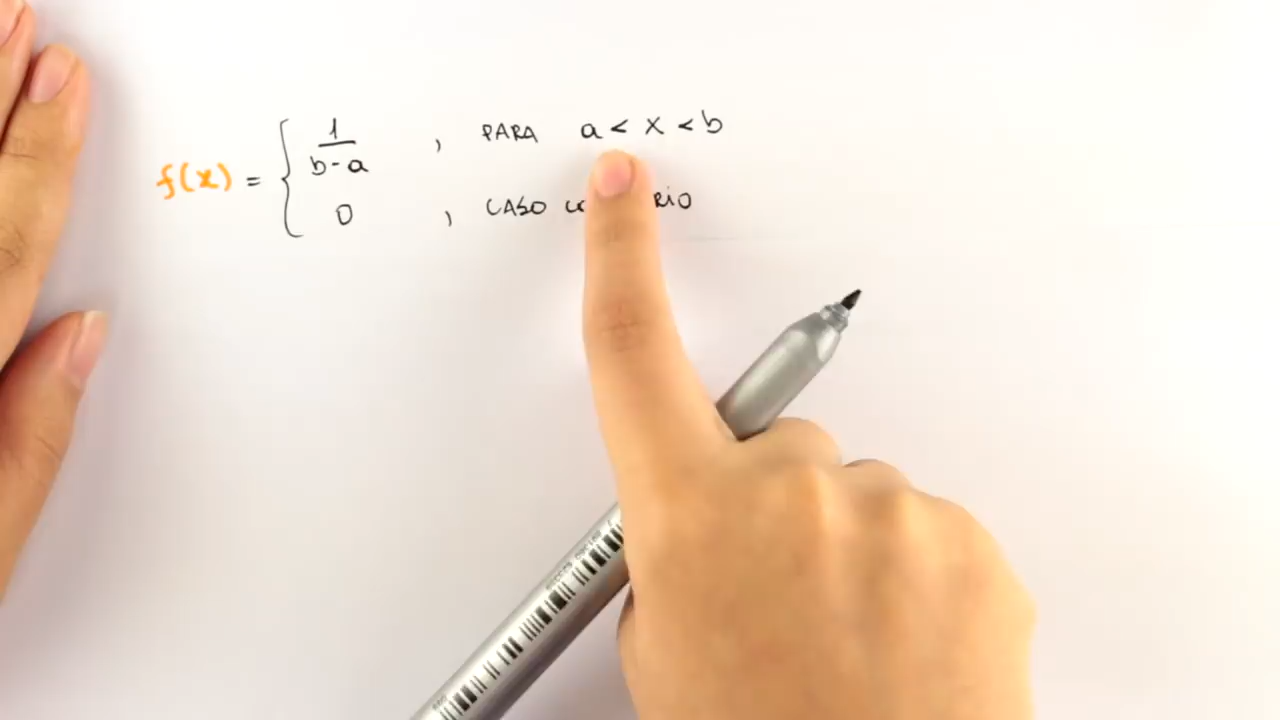 f(x) = { 1/(b-a) , PARA a < x < b
0 , CASO